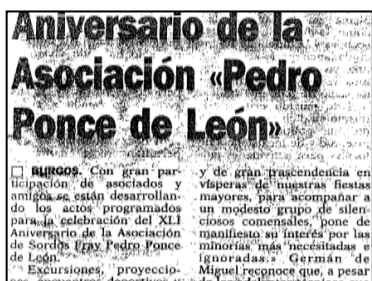 Aniversario de la
Asociación «Pedro
Ponce de León»
BURGOS. Con gran par-
ticipación de asociados y
amigos se están desarrollan-
do los actos programados
para la celebración del XLI
Aniversario de la Asociación
de Sordos Fray Pedro Ponce
de León.
Excursiones, proyeccio-
y de gran trascendencia en
vísperas de nuestras fiestas
mayores, para acompañar a
un modesto grupo de silen-
ciosos comensales, pone de
manifiesto su interés por las
minorías más necesitadas e
ignoradas.» Germán de
Miguel reconoce que, a pesar